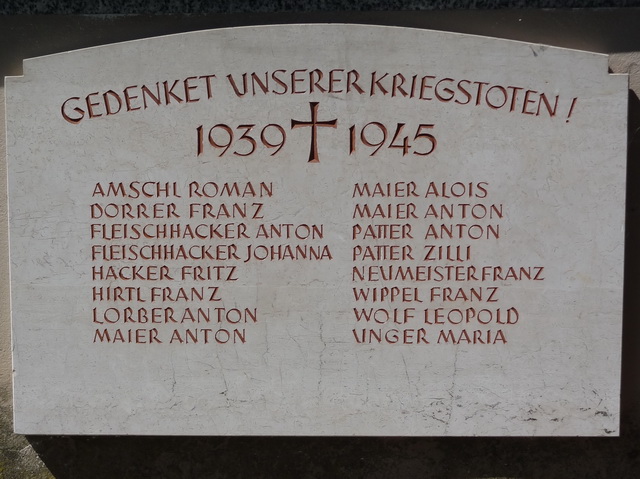 GEDENKET UNSERER KRIEGSTOTEN!
1939 1945
AMSCHL ROMAN
DORRER FRANZ
FLEISCHHACKER ANTON
FLEISCHHACKER JOHANNA
HACKER FRITZ
HIRTL FRANZ
LORBER ANTON
MAIER ANTON
MAIER ALOIS
MAIER ANTON
PATTER ANTON
PATTER ZILLI
NEUMEISTER FRANZ
WIPPEL FRANZ
WOLF LEOPOLD
UNGER MARIA